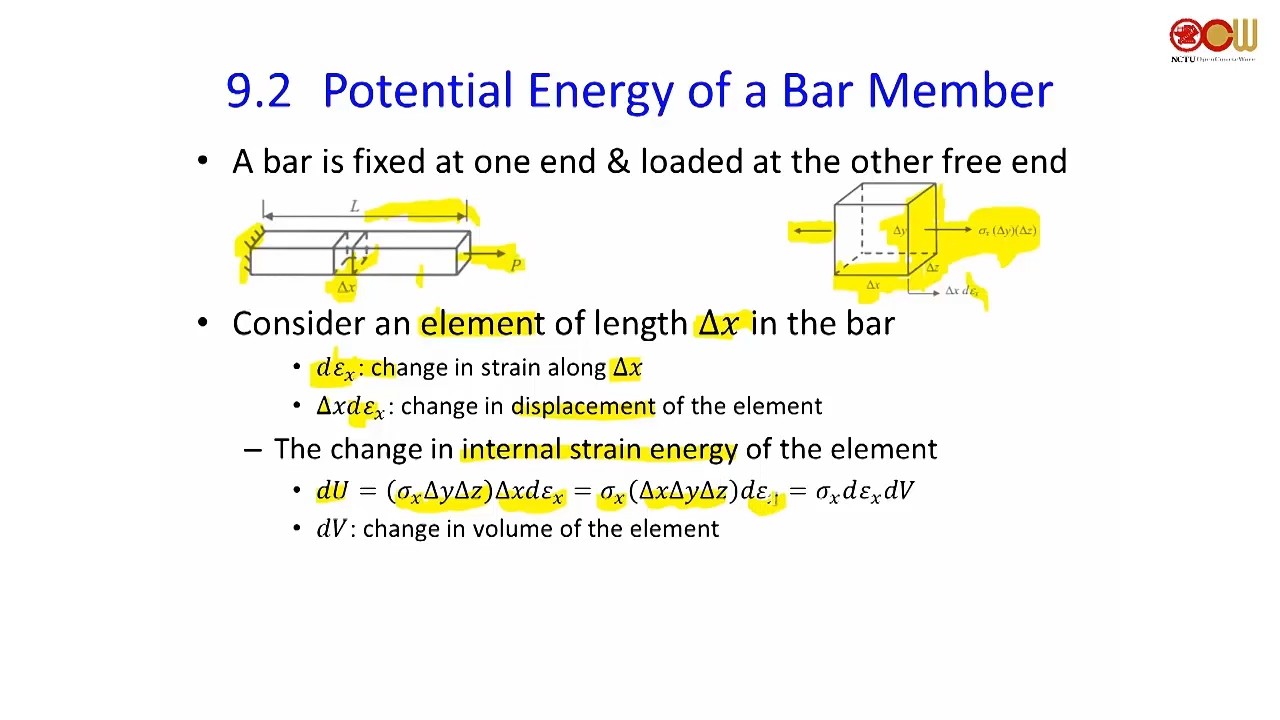 NCTU OpenCourseWare
9.2 Potential Energy of a Bar Member
• A bar is fixed at one end & loaded at the other free end
L
Δx
P
Δy
σₓ (Δy)(Δz)
Δz
Δx
Δx dεₓ
• Consider an element of length Δ𝑥 in the bar
• 𝑑𝜀ₓ: change in strain along Δ𝑥
• Δ𝑥𝑑𝜀ₓ: change in displacement of the element
– The change in internal strain energy of the element
• 𝑑𝑈 = (𝜎ₓΔ𝑦Δ𝑧)Δ𝑥𝑑𝜀ₓ = 𝜎ₓ(Δ𝑥Δ𝑦Δ𝑧)𝑑𝜀ₓ = 𝜎ₓ𝑑𝜀ₓ𝑑𝑉
• 𝑑𝑉: change in volume of the element